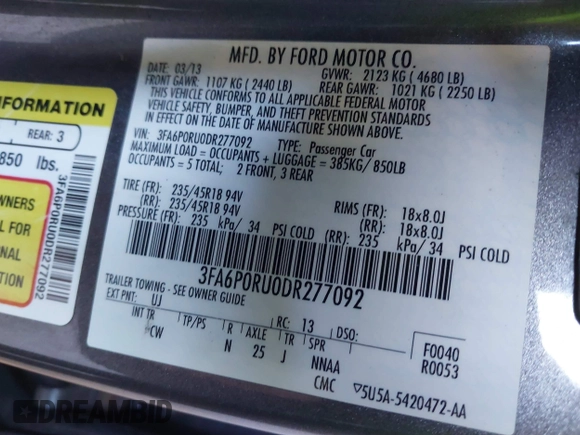 MFD. BY FORD MOTOR CO.
DATE: 03/13 GVWR: 2123 KG ( 4680 LB)
FRONT GAWR: 1107 KG ( 2440 LB) REAR GAWR: 1021 KG ( 2250 LB)
THIS VEHICLE CONFORMS TO ALL APPLICABLE FEDERAL MOTOR
VEHICLE SAFETY, BUMPER, AND THEFT PREVENTION STANDARDS
IN EFFECT ON THE DATE OF MANUFACTURE SHOWN ABOVE.
VIN: 3FA6P0RU0DR277092 TYPE: Passenger Car
MAXIMUM LOAD = OCCUPANTS + LUGGAGE = 385KG/ 850LB
OCCUPANTS = 5 TOTAL; 2 FRONT, 3 REAR
TIRE (FR): 235/45R18 94V RIMS (FR): 18x8.0J
(RR): 235/45R18 94V (RR): 18x8.0J
PRESSURE (FR): 235 kPa/ 34 PSI COLD (RR): 235 kPa/ 34 PSI COLD
3FA6P0RU0DR277092
TRAILER TOWING - SEE OWNER GUIDE
EXT PNT: UJ RC: 13 DSO:
INT TR TP/PS R AXLE TR SPR F0040
CW N 25 J NNAA R0053
CMC 5U5A-5420472-AA
INFORMATION
REAR: 3
850 lbs.
WNERS
FOR
NAL
TION
3FA6P0RU0DR277092
DREAMBID